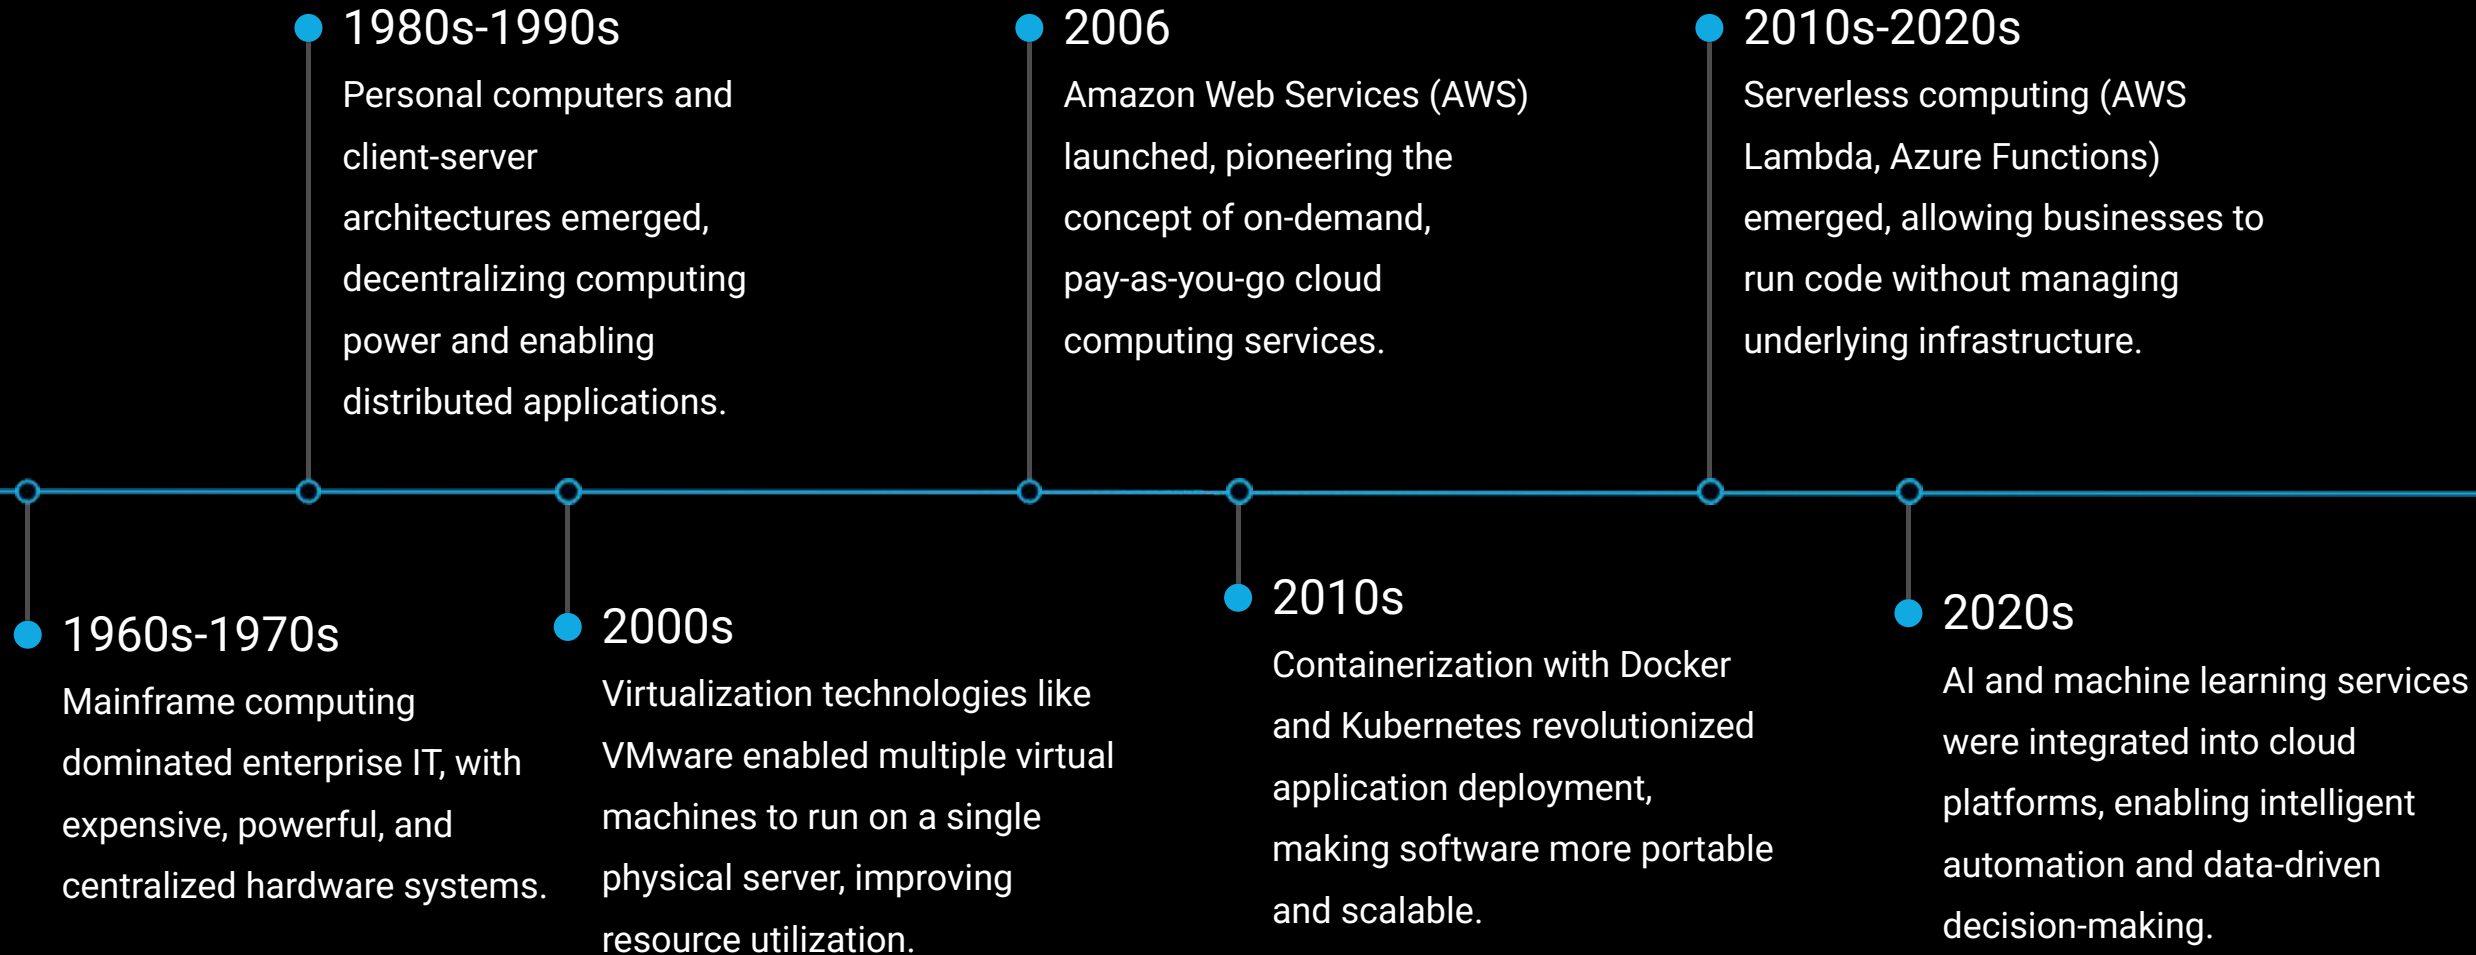 1980s-1990s
Personal computers and
client-server
architectures emerged,
decentralizing computing
power and enabling
distributed applications.
2006
Amazon Web Services (AWS)
launched, pioneering the
concept of on-demand,
pay-as-you-go cloud
computing services.
2010s-2020s
Serverless computing (AWS
Lambda, Azure Functions)
emerged, allowing businesses to
run code without managing
underlying infrastructure.
1960s-1970s
Mainframe computing
dominated enterprise IT, with
expensive, powerful, and
centralized hardware systems.
2000s
Virtualization technologies like
VMware enabled multiple virtual
machines to run on a single
physical server, improving
resource utilization.
2010s
Containerization with Docker
and Kubernetes revolutionized
application deployment,
making software more portable
and scalable.
2020s
AI and machine learning services
were integrated into cloud
platforms, enabling intelligent
automation and data-driven
decision-making.